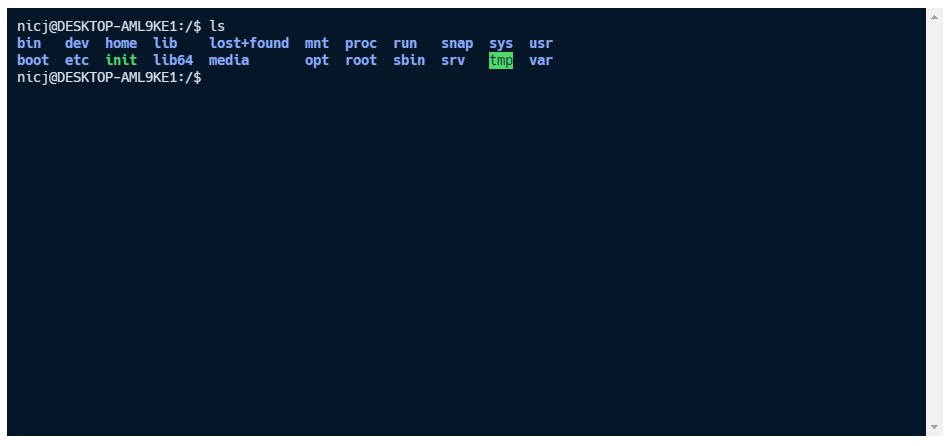 nicj@DESKTOP-AML9KE1:/$ ls
bin   dev  home  lib    lost+found  mnt  proc  run   snap  sys  usr
boot  etc  init  lib64  media       opt  root  sbin  srv   tmp  var
nicj@DESKTOP-AML9KE1:/$